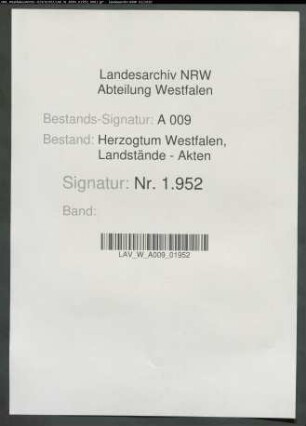 Landesarchiv NRW
Abteilung Westfalen
Bestands-Signatur: A 009
Bestand: Herzogtum Westfalen,
Landstände - Akten
Signatur: Nr. 1.952
Band:
LAV_W_A009_01952